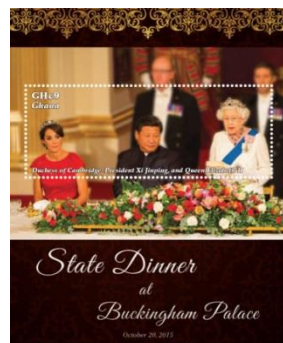 GH¢9
Ghana
Duchess of Cambridge, President Xi Jinping, and Queen Elizabeth II
State Dinner
at
Buckingham Palace
October 20, 2015